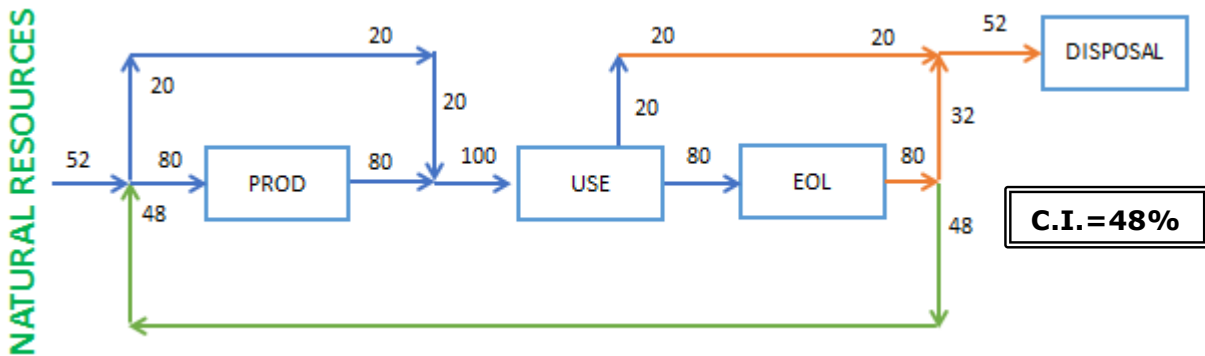 NATURAL RESOURCES
20
20
20
52
DISPOSAL
20
20
20
32
52
80
PROD
80
100
USE
80
EOL
80
48
48
C.I.=48%